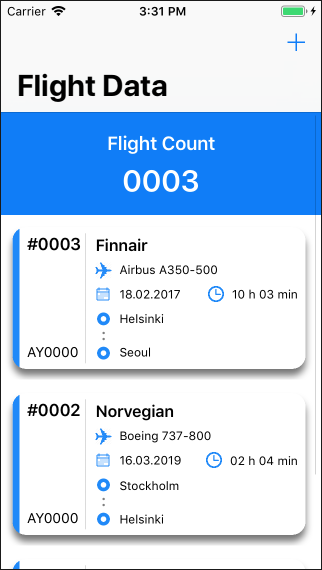 Carrier 3:31 PM
Flight Data
Flight Count
0003
#0003 Finnair
Airbus A350-500
18.02.2017 10 h 03 min
Helsinki
AY0000 Seoul
#0002 Norvegian
Boeing 737-800
16.03.2019 02 h 04 min
Stockholm
AY0000 Helsinki